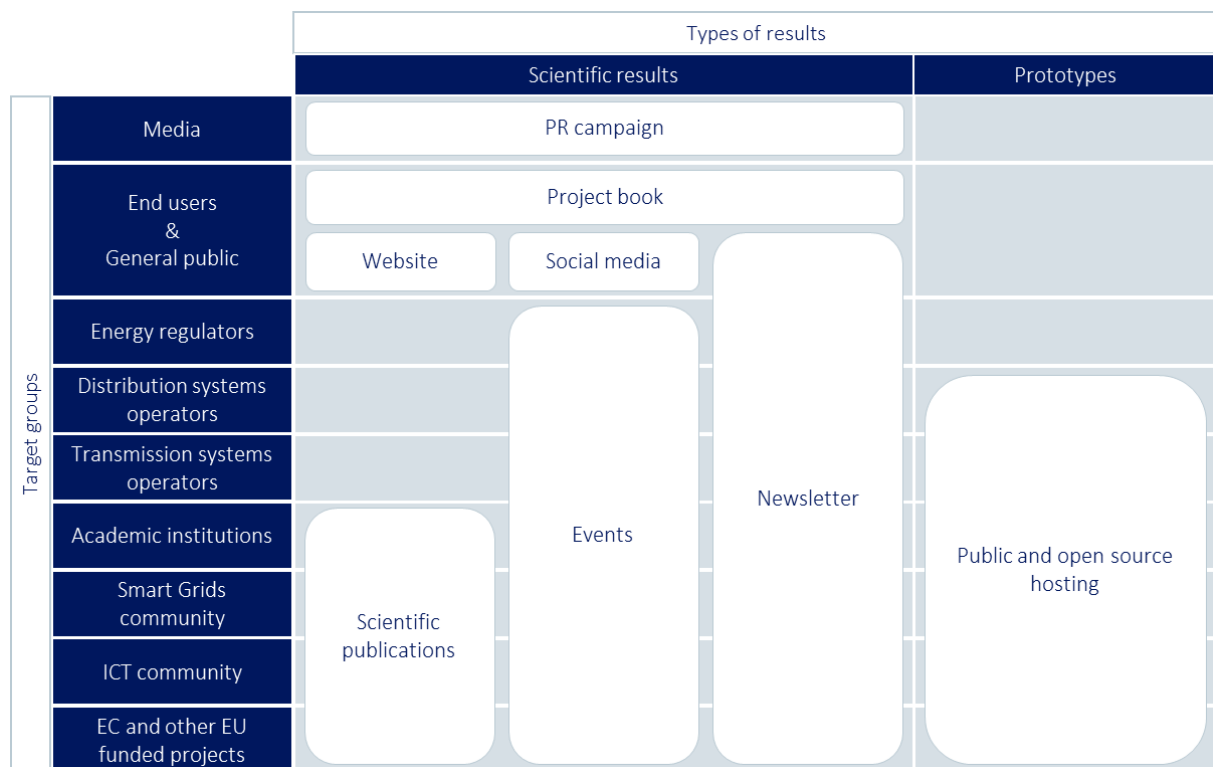 Types of results
Scientific results
Prototypes
Target groups
Media
PR campaign
End users
&
General public
Project book
Website
Social media
Newsletter
Energy regulators
Events
Distribution systems
operators
Public and open source
hosting
Transmission systems
operators
Academic institutions
Scientific
publications
Smart Grids
community
ICT community
EC and other EU
funded projects